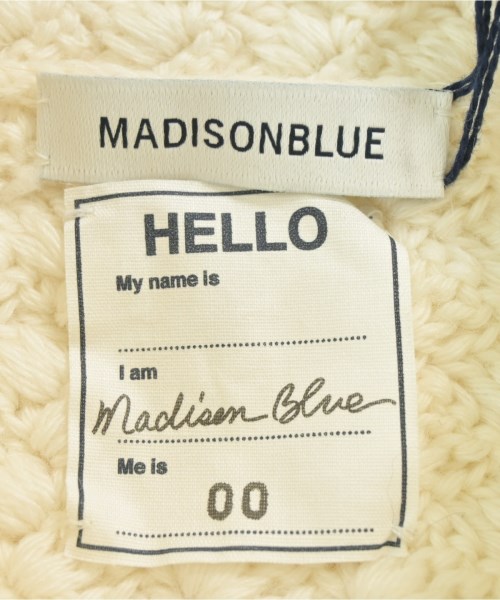 MADISONBLUE
HELLO
My name is
I am
Madison Blue
Me is
00